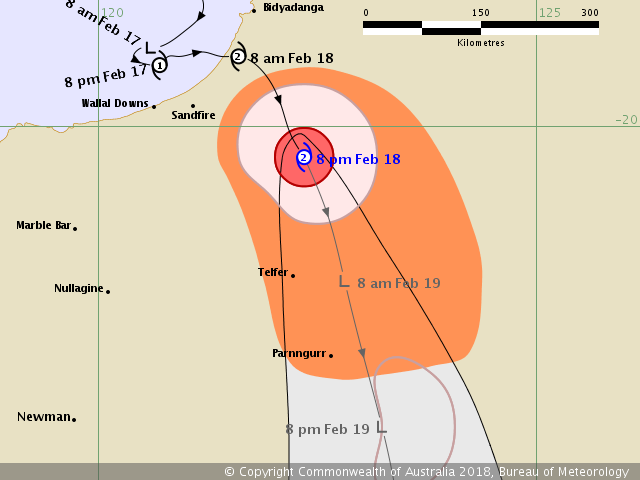 120
Bidyadanga
0 150 300
125
Kilometres
8 am Feb 17
L
8 pm Feb 17 1
2 8 am Feb 18
Wallal Downs
Sandfire
-20
2 8 pm Feb 18
Marble Bar
Telfer
L 8 am Feb 19
Nullagine
Parnngurr
Newman
8 pm Feb 19 L
© Copyright Commonwealth of Australia 2018, Bureau of Meteorology